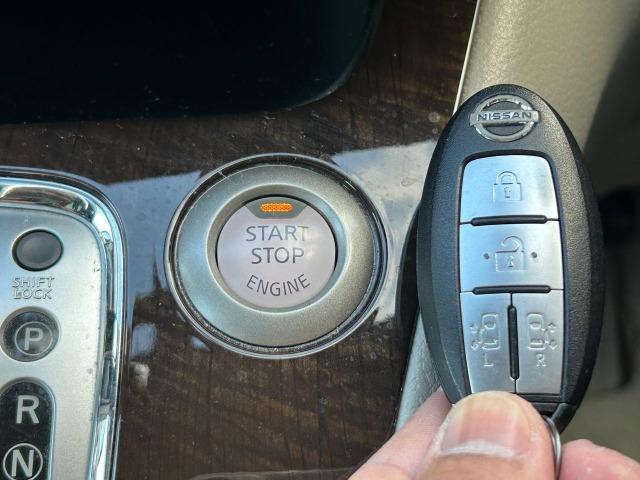 NISSAN
START
STOP
ENGINE
SHIFT
LOCK
P
R
N
L R